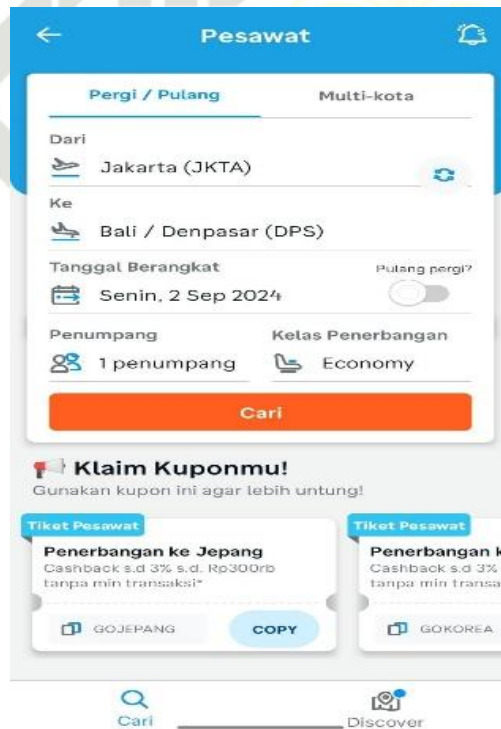 Pesawat
Pergi / Pulang Multi-kota
Dari
Jakarta (JKTA)
Ke
Bali / Denpasar (DPS)
Tanggal Berangkat Pulang pergi?
Senin, 2 Sep 2024
Penumpang Kelas Penerbangan
1 penumpang Economy
Cari
Klaim Kuponmu!
Gunakan kupon ini agar lebih untung!
Tiket Pesawat Tiket Pesawat
Penerbangan ke Jepang Penerbangan k
Cashback s.d 3% s.d. Rp300rb Cashback s.d 3%
tanpa min transaksi* tanpa min transa
GOJEPANG COPY GOKOREA
Cari Discover